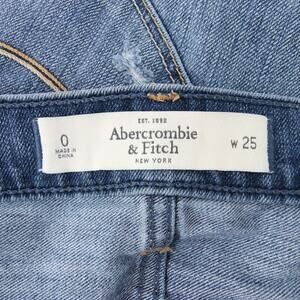 EST. 1892
0
MADE IN
CHINA
Abercrombie
& Fitch
NEW YORK
W 25